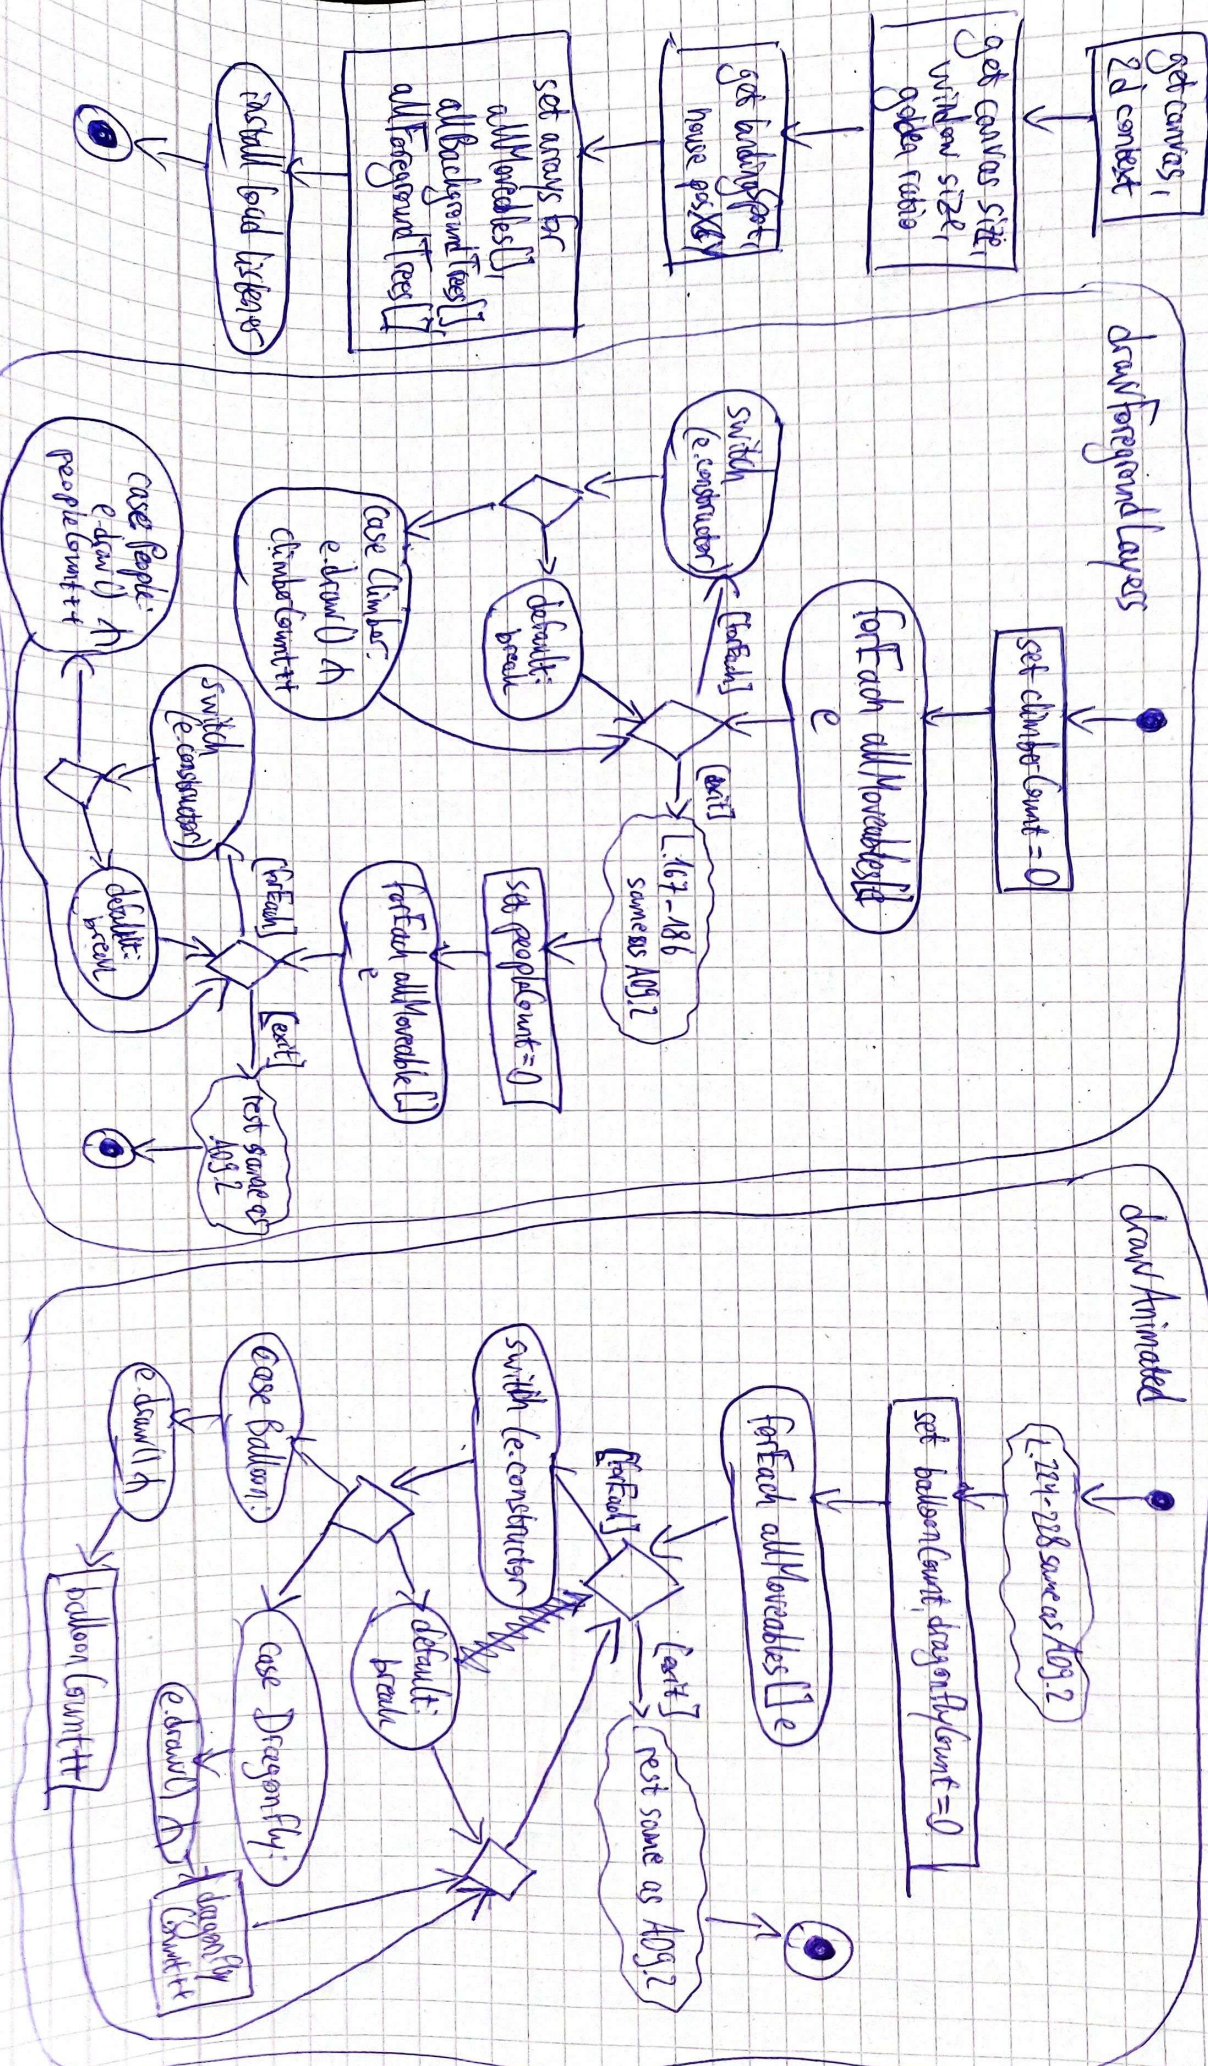 get canvas,
2d context
get canvas size,
window size,
golden ratio
get landingSpot,
house posX&Y
set arrays for
allMoveables[],
allBackgroundTrees[],
allForegroundTrees[]
install load listener
drawForegroundLayers
set climberCount = 0
forEach allMoveables[]
e
[forEach]
[exit]
switch
(e.constructor)
default:
break
case Climber:
e.draw()
climberCount++
L.167-186
same as A09.2
set peopleCount=0
forEach allMoveable[]
e
[forEach]
[exit]
switch
(e.constructor)
default:
break
case People:
e.draw()
peopleCount++
rest same as
A09.2
drawAnimated
L.224-228 same as A09.2
set balloonCount, dragonflyCount = 0
forEach allMoveables[] e
[forEach]
[exit]
switch (e.constructor
default:
break
case Balloon:
e.draw()
balloonCount++
case Dragonfly:
e.draw()
dragonfly
Count++
rest same as A09.2